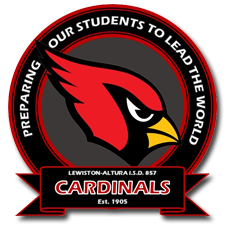 PREPARING OUR STUDENTS TO LEAD THE WORLD
LEWISTON-ALTURA I.S.D. 857
CARDINALS
Est. 1905